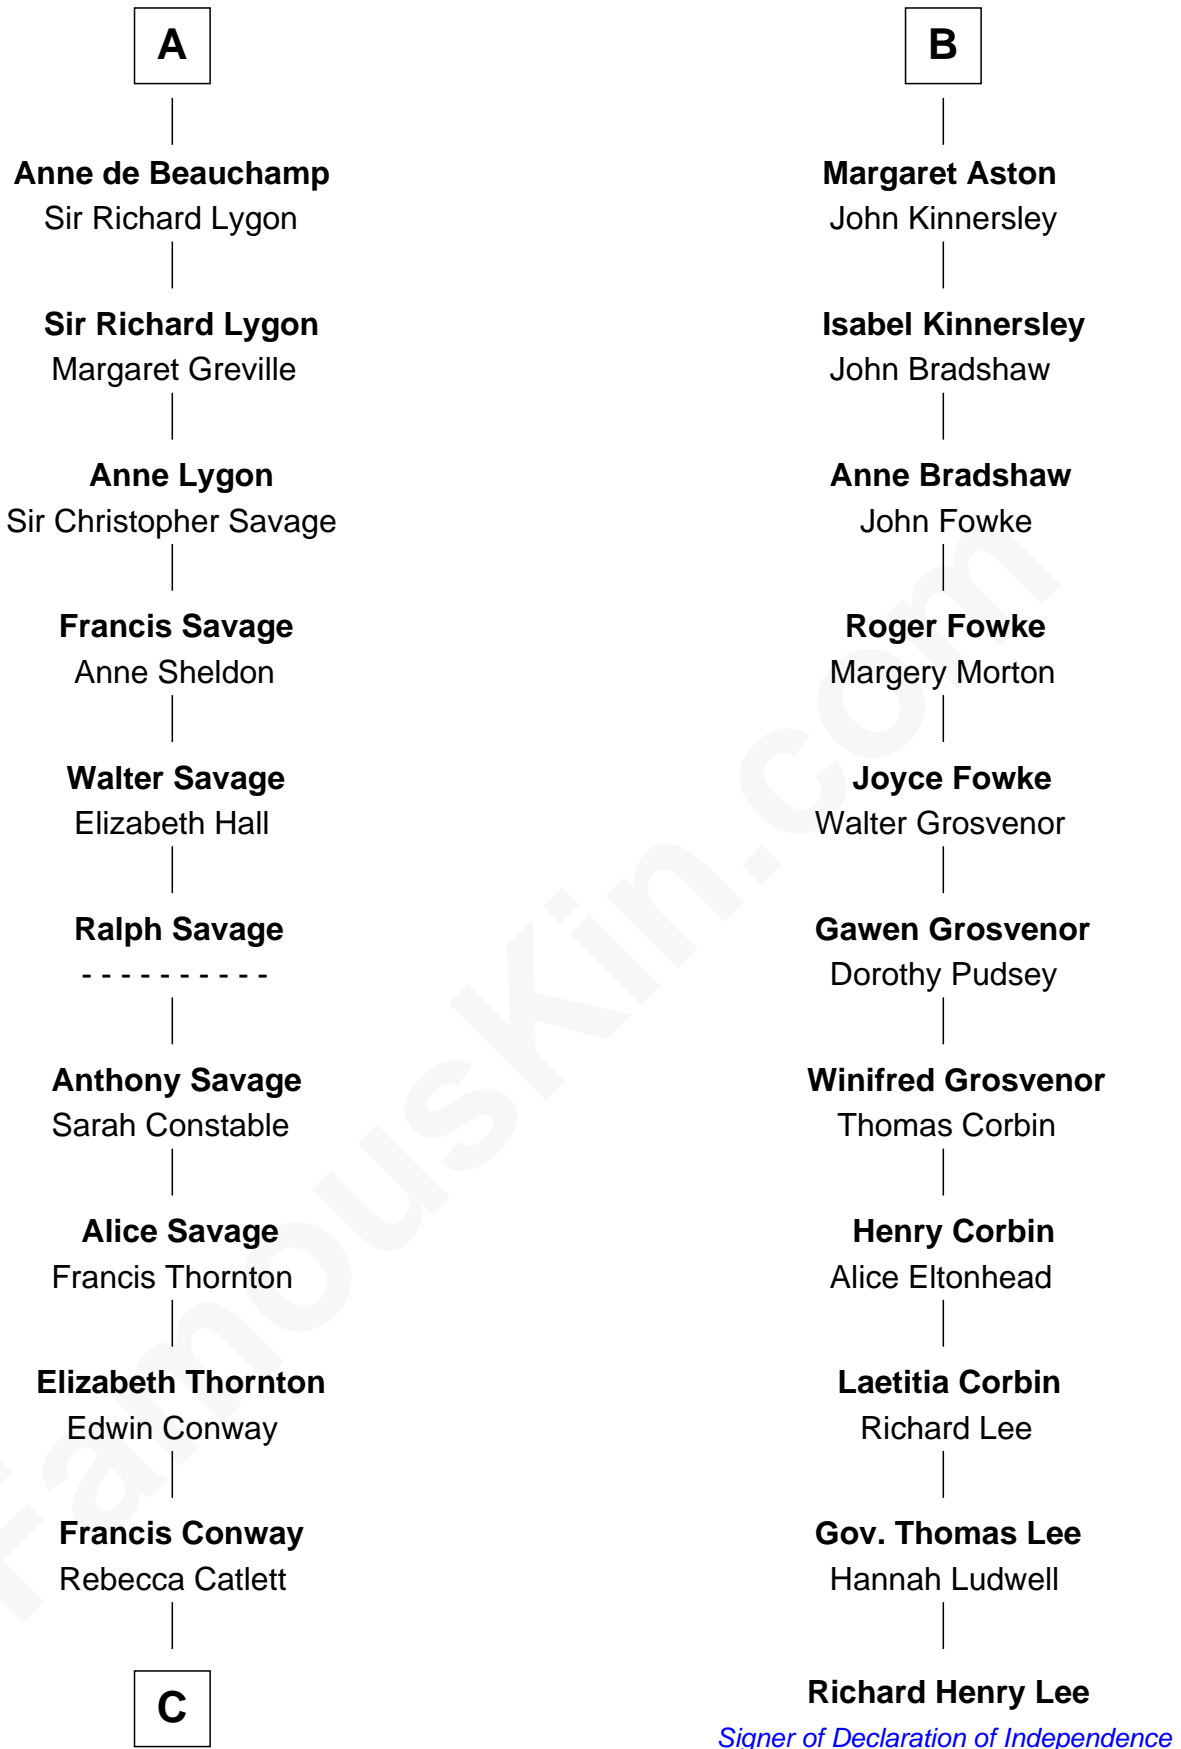 A
Anne de Beauchamp
Sir Richard Lygon
Sir Richard Lygon
Margaret Greville
Anne Lygon
Sir Christopher Savage
Francis Savage
Anne Sheldon
Walter Savage
Elizabeth Hall
Ralph Savage
- - - - - - - - - -
Anthony Savage
Sarah Constable
Alice Savage
Francis Thornton
Elizabeth Thornton
Edwin Conway
Francis Conway
Rebecca Catlett
C
B
Margaret Aston
John Kinnersley
Isabel Kinnersley
John Bradshaw
Anne Bradshaw
John Fowke
Roger Fowke
Margery Morton
Joyce Fowke
Walter Grosvenor
Gawen Grosvenor
Dorothy Pudsey
Winifred Grosvenor
Thomas Corbin
Henry Corbin
Alice Eltonhead
Laetitia Corbin
Richard Lee
Gov. Thomas Lee
Hannah Ludwell
Richard Henry Lee
Signer of Declaration of Independence
FamousKin.com